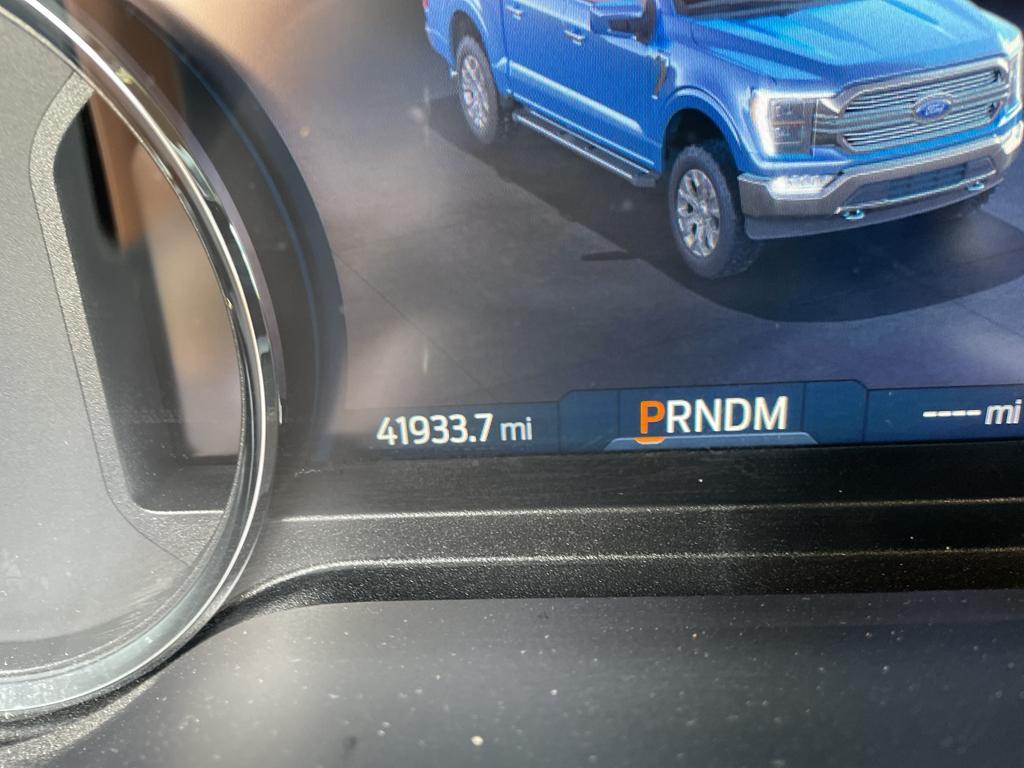 Ford
41933.7 mi PRNDM ---- mi